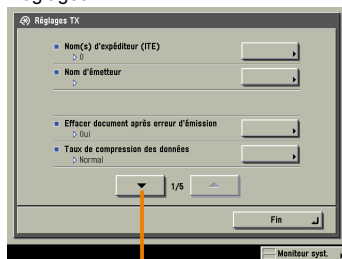 Réglages TX
Nom(s) d'expéditeur (ITE)
0
Nom d'émetteur
Effacer document après erreur d'émission
Oui
Taux de compression des données
Normal
1/5
Fin
Moniteur syst.